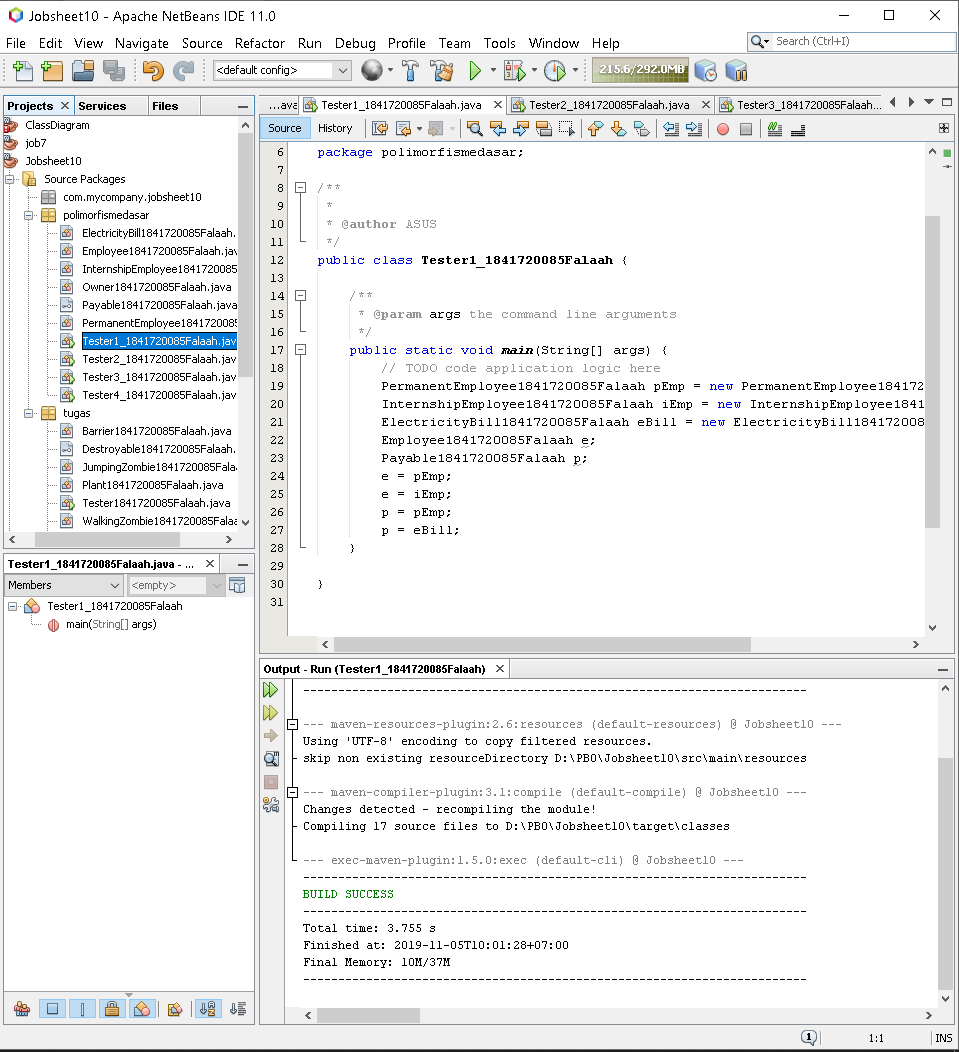 Jobsheet10 - Apache NetBeans IDE 11.0
File Edit View Navigate Source Refactor Run Debug Profile Team Tools Window Help
Search (Ctrl+I)
<default config>
215.6/292.0MB
Projects
Services
Files
ClassDiagram
job7
Jobsheet10
Source Packages
com.mycompany.jobsheet10
polimorfismedasar
ElectricityBill1841720085Falaah.
Employee1841720085Falaah.java
InternshipEmployee1841720085
Owner1841720085Falaah.java
Payable1841720085Falaah.java
PermanentEmployee184172008
Tester1_1841720085Falaah.jav
Tester2_1841720085Falaah.jav
Tester3_1841720085Falaah.jav
Tester4_1841720085Falaah.jav
tugas
Barrier1841720085Falaah.java
Destroyable1841720085Falaah.
JumpingZombie1841720085Fala
Plant1841720085Falaah.java
Tester1841720085Falaah.java
WalkingZombie1841720085Falaa
Tester1_1841720085Falaah.java - ...
Members
<empty>
Tester1_1841720085Falaah
main(String[] args)
...ava
Tester1_1841720085Falaah.java
Tester2_1841720085Falaah.java
Tester3_1841720085Falaah....
Source
History
6 package polimorfismedasar;
7
8 /**
9 *
10 * @author ASUS
11 */
12 public class Tester1_1841720085Falaah {
13
14 /**
15 * @param args the command line arguments
16 */
17 public static void main(String[] args) {
18 // TODO code application logic here
19 PermanentEmployee1841720085Falaah pEmp = new PermanentEmployee184172
20 InternshipEmployee1841720085Falaah iEmp = new InternshipEmployee1841
21 ElectricityBill1841720085Falaah eBill = new ElectricityBill184172008
22 Employee1841720085Falaah e;
23 Payable1841720085Falaah p;
24 e = pEmp;
25 e = iEmp;
26 p = pEmp;
27 p = eBill;
28 }
29
30 }
31
Output - Run (Tester1_1841720085Falaah)
------------------------------------------------------------------------
--- maven-resources-plugin:2.6:resources (default-resources) @ Jobsheet10 ---
Using 'UTF-8' encoding to copy filtered resources.
skip non existing resourceDirectory D:\PBO\Jobsheet10\src\main\resources
--- maven-compiler-plugin:3.1:compile (default-compile) @ Jobsheet10 ---
Changes detected - recompiling the module!
Compiling 17 source files to D:\PBO\Jobsheet10\target\classes
--- exec-maven-plugin:1.5.0:exec (default-cli) @ Jobsheet10 ---
------------------------------------------------------------------------
BUILD SUCCESS
------------------------------------------------------------------------
Total time: 3.755 s
Finished at: 2019-11-05T10:01:28+07:00
Final Memory: 10M/37M
------------------------------------------------------------------------
1
1:1
INS